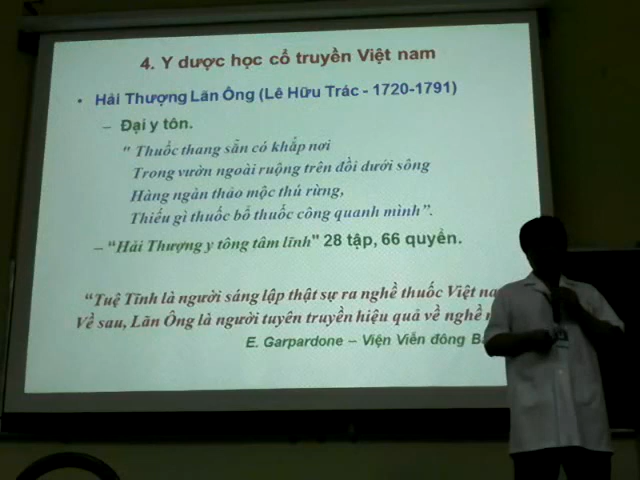 4. Y dược học cổ truyền Việt nam
• Hải Thượng Lãn Ông (Lê Hữu Trác - 1720-1791)
– Đại y tôn.
" Thuốc thang sẵn có khắp nơi
Trong vườn ngoài ruộng trên đồi dưới sông
Hàng ngàn thảo mộc thú rừng,
Thiếu gì thuốc bổ thuốc công quanh mình”.
– “Hải Thượng y tông tâm lĩnh" 28 tập, 66 quyển.
“Tuệ Tĩnh là người sáng lập thật sự ra nghề thuốc Việt na
Về sau, Lãn Ông là người tuyên truyền hiệu quả về nghề n
E. Garpardone – Viện Viễn đông B